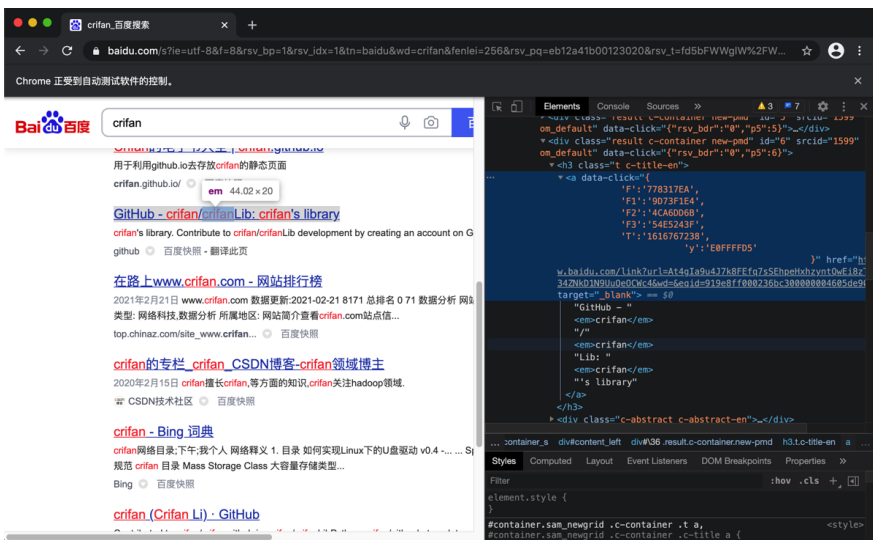 crifan_百度搜索
baidu.com/s?ie=utf-8&f=8&rsv_bp=1&rsv_idx=1&tn=baidu&wd=crifan&fenlei=256&rsv_pq=eb12a41b00123020&rsv_t=fd5bFWWgIW%2FW...
Chrome 正受到自动测试软件的控制。
Bai 百度
crifan
用于利用github.io去存放crifan的静态页面
crifan.github.io/
em 44.02 × 20
GitHub - crifan/crifanLib: crifan's library
crifan's library. Contribute to crifan/crifanLib development by creating an account on G
github 百度快照 - 翻译此页
在路上www.crifan.com - 网站排行榜
2021年2月21日 www.crifan.com 数据更新:2021-02-21 8171 总排名 0 71 数据分析 网站
类型: 网络科技,数据分析 所属地区: 网站简介查看crifan.com站点信...
top.chinaz.com/site_www.crifan... 百度快照
crifan的专栏_crifan_CSDN博客-crifan领域博主
2020年2月15日 crifan擅长crifan,等方面的知识,crifan关注hadoop领域.
CSDN技术社区 百度快照
crifan - Bing 词典
crifan网络目录;下午;我个人 网络释义 1. 目录 如何实现Linux下的U盘驱动 v0.4 -... ... Sp
规范 crifan 目录 Mass Storage Class 大容量存储类型...
Bing 百度快照
crifan (Crifan Li) · GitHub
Elements Console Sources » 3 7
om_default" data-click="{"rsv_bdr":"0","p5":5}">…</div>
<div class="result c-container new-pmd" id="6" srcid="1599"
om_default" data-click="{"rsv_bdr":"0","p5":6}">
<h3 class="t c-title-en">
<a data-click="{
'F':'778317EA',
'F1':'9D73F1E4',
'F2':'4CA6DD6B',
'F3':'54E5243F',
'T':'1616767238',
'y':'E0FFFFD5'
}" href="ht
target="_blank"> == $0
"GitHub - "
<em>crifan</em>
"/"
<em>crifan</em>
"Lib: "
<em>crifan</em>
"'s library"
</a>
</h3>
<div class="c-abstract c-abstract-en">…</div>
... container_s div#content_left div#\36 .result.c-container.new-pmd h3.t.c-title-en a ...
Styles Computed Layout Event Listeners DOM Breakpoints Properties »
Filter :hov .cls +
element.style {
}
#container.sam_newgrid .c-container .t a, <style>
#container.sam_newgrid .c-container .c-title a {